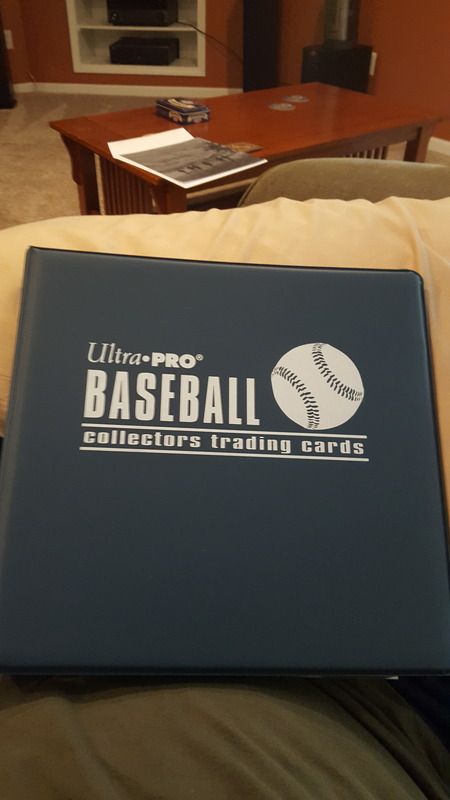 Ultra•PRO®
BASEBALL
collectors trading cards